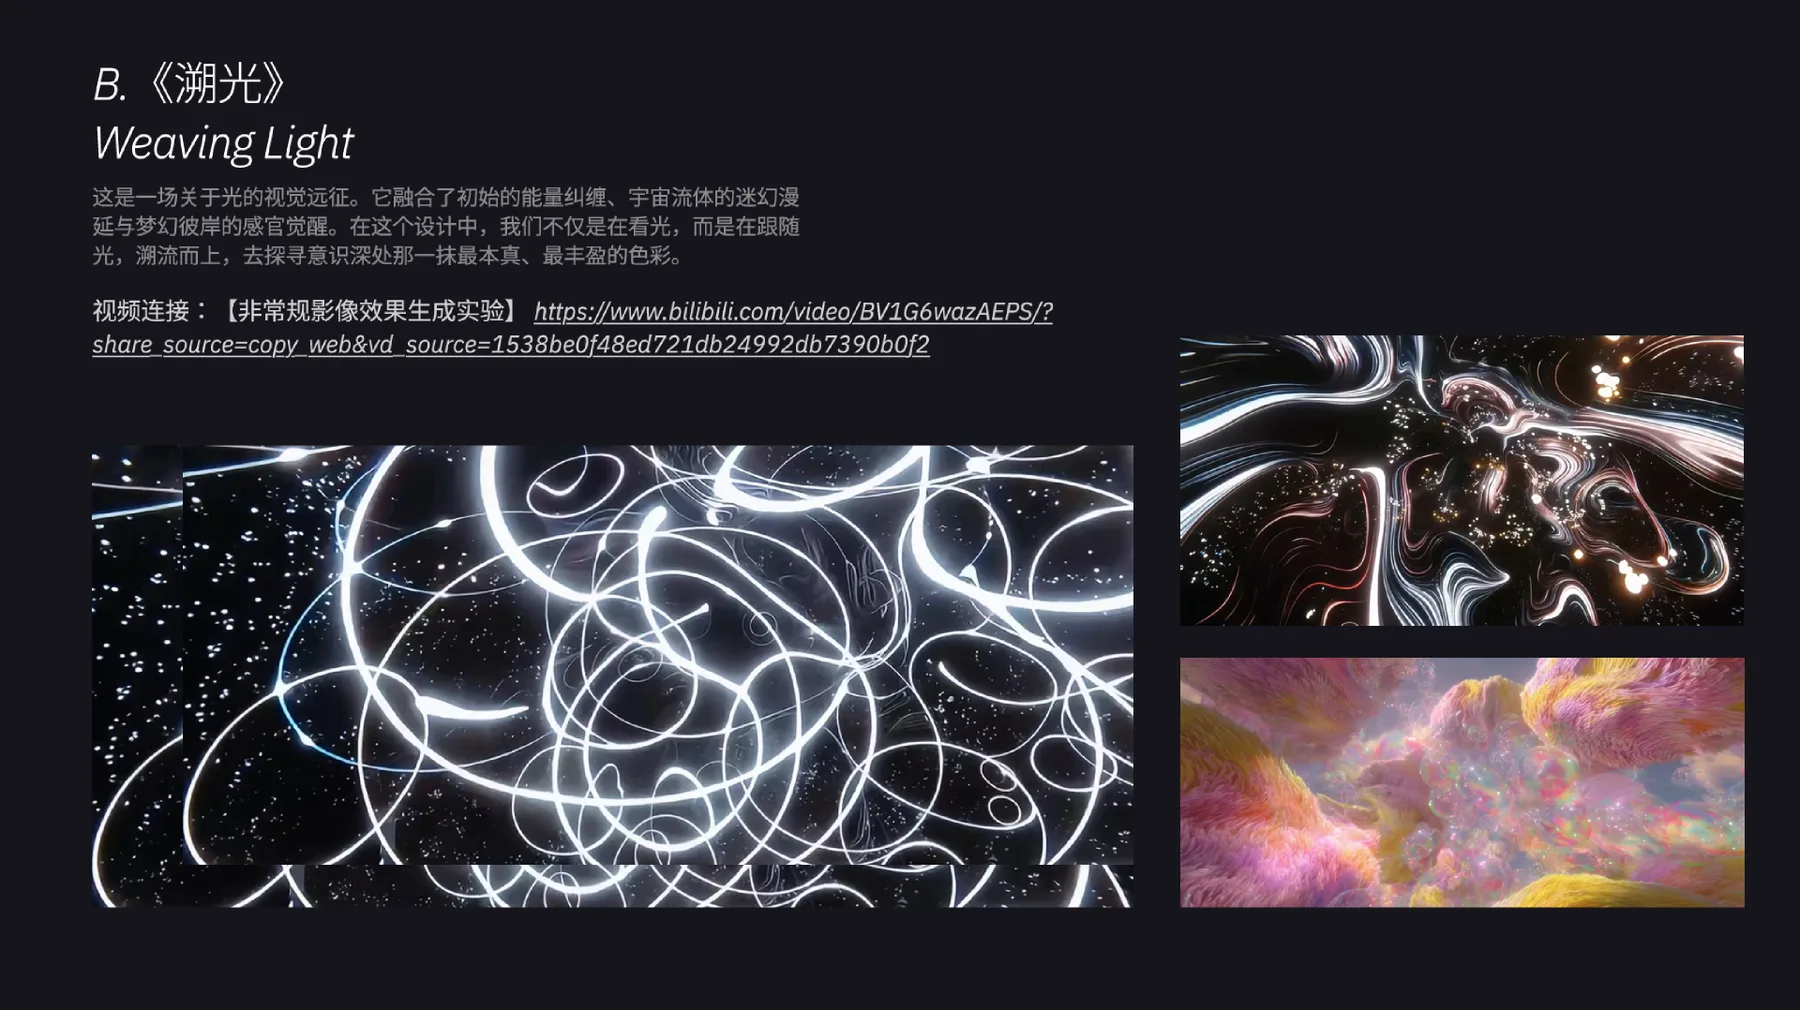 B.《溯光》
Weaving Light
这是一场关于光的视觉远征。它融合了初始的能量纠缠、宇宙流体的迷幻漫
延与梦幻彼岸的感官觉醒。在这个设计中，我们不仅是在看光，而是在跟随
光，溯流而上，去探寻意识深处那一抹最本真、最丰盈的色彩。
视频连接：【非常规影像效果生成实验】 https://www.bilibili.com/video/BV1G6wazAEPS/?
share_source=copy_web&vd_source=1538be0f48ed721db24992db7390b0f2